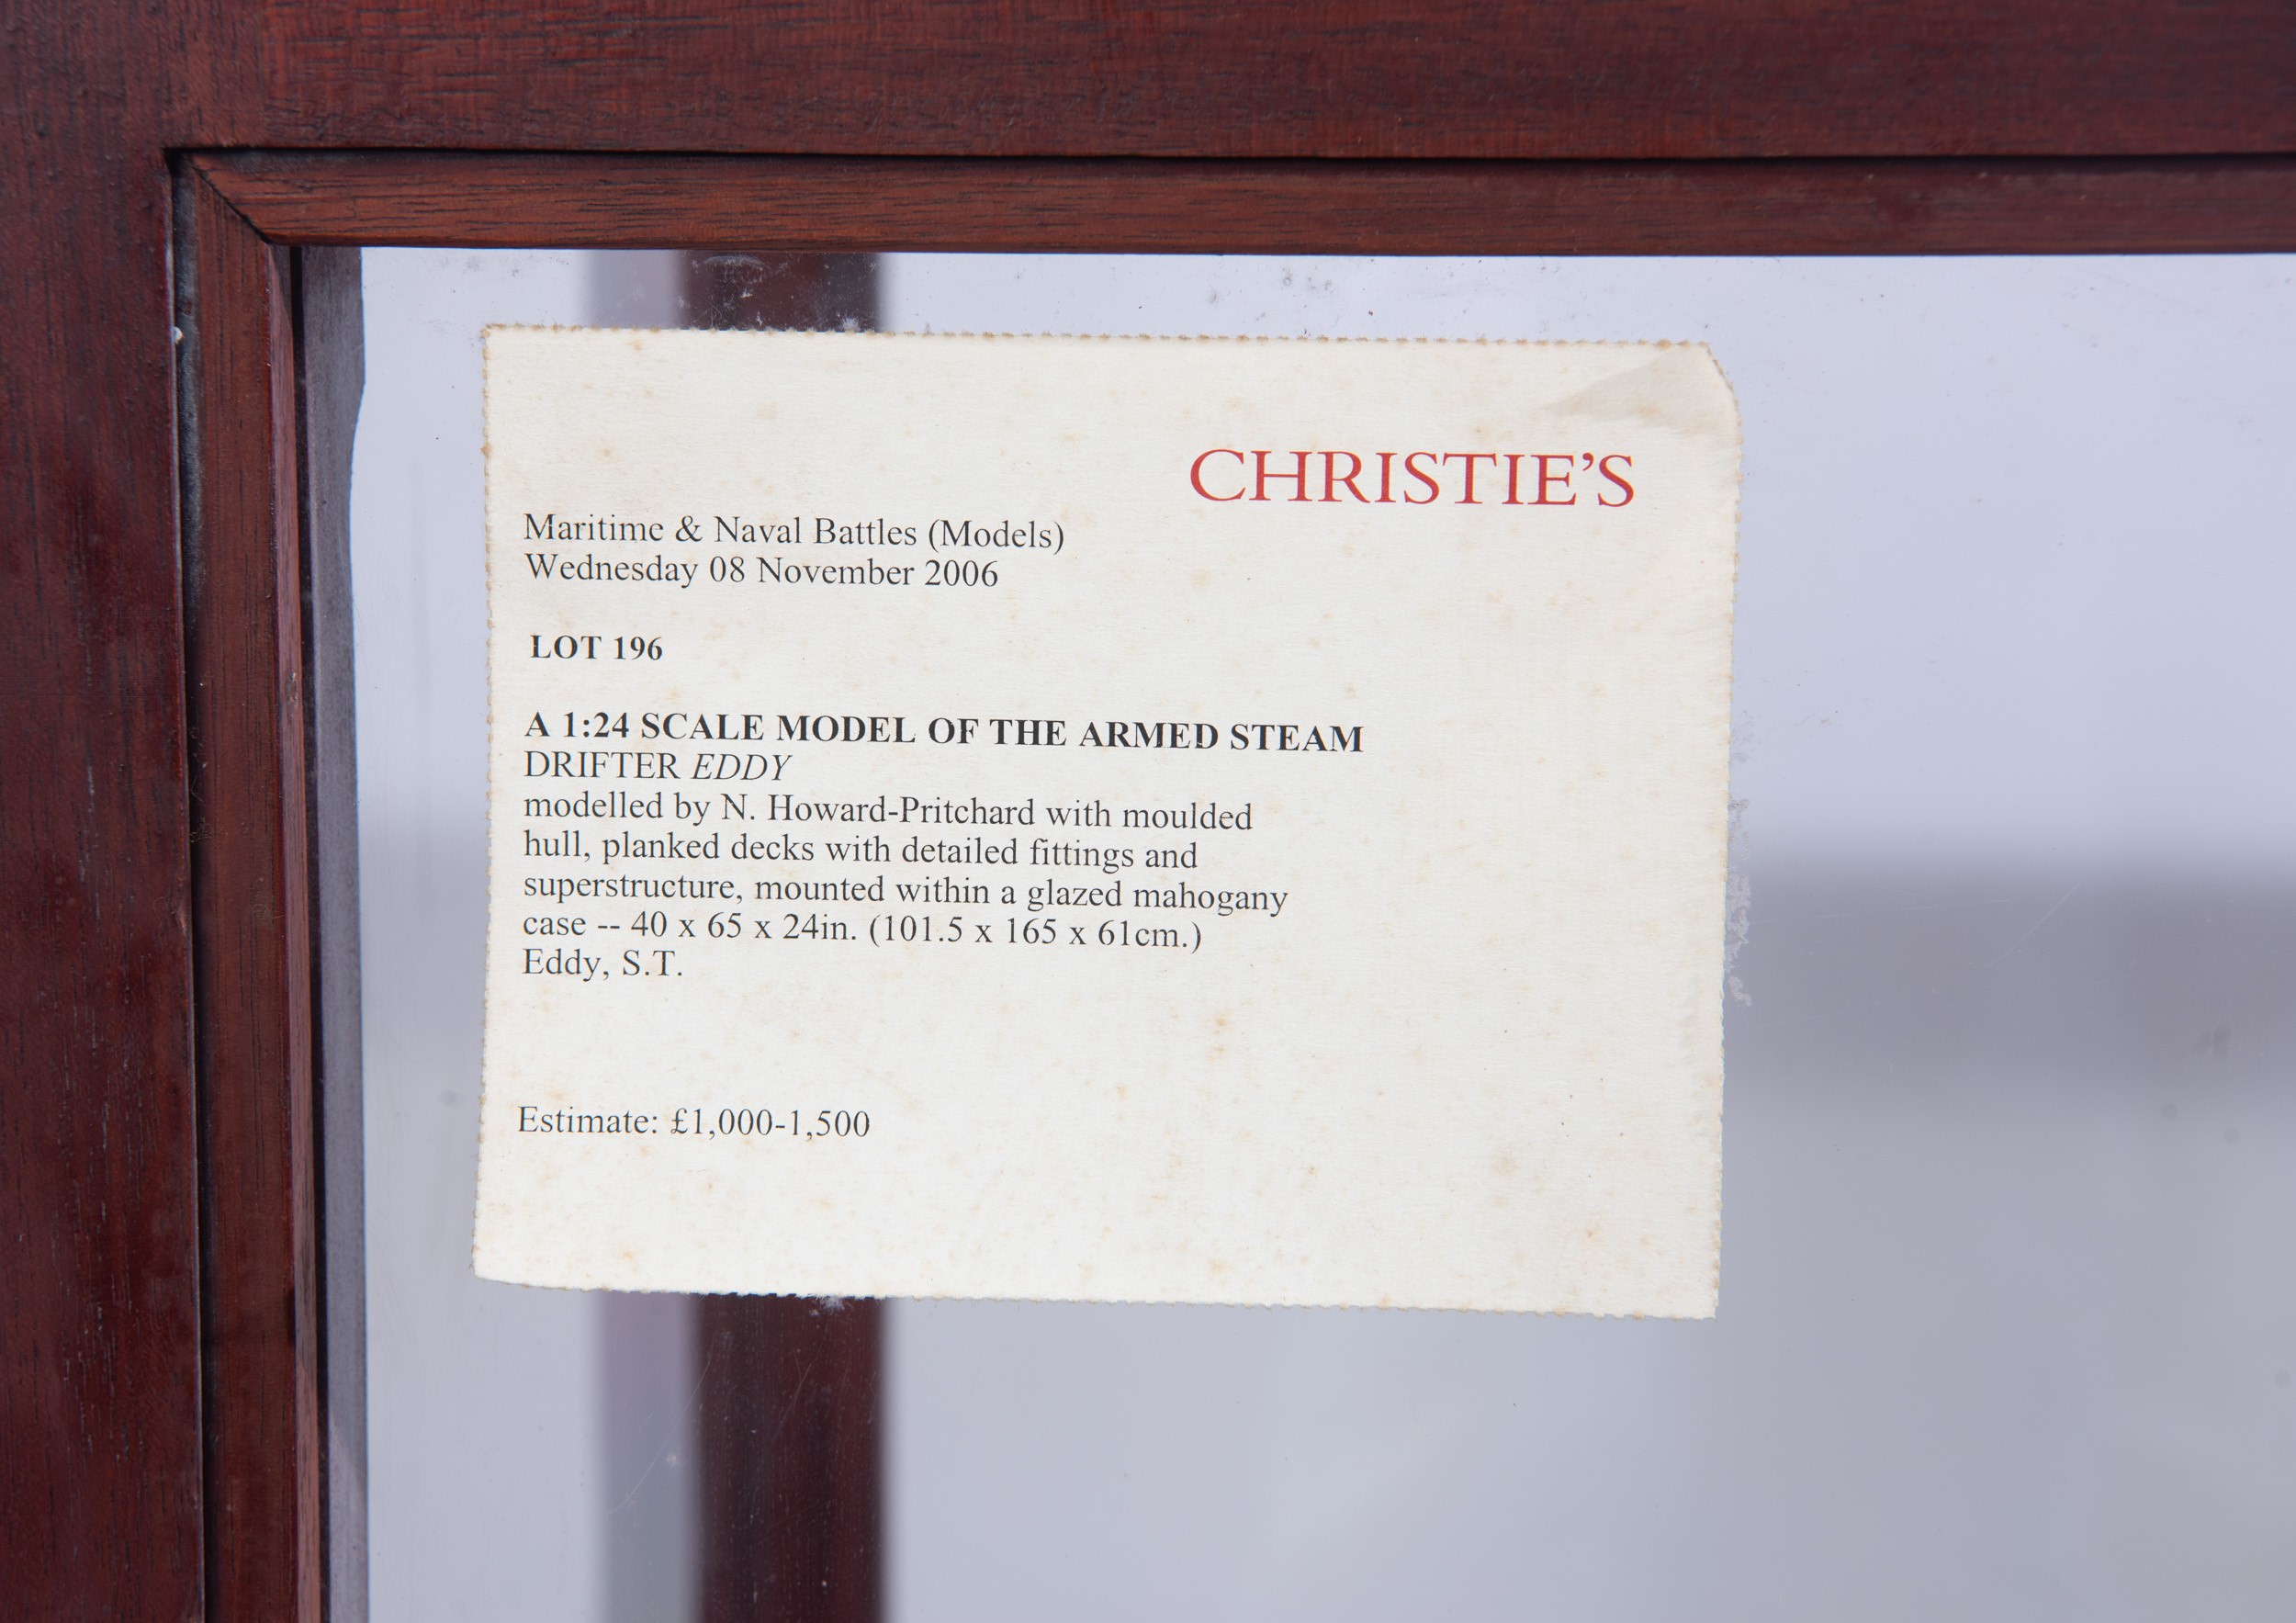 CHRISTIE'S
Maritime & Naval Battles (Models)
Wednesday 08 November 2006
LOT 196
A 1:24 SCALE MODEL OF THE ARMED STEAM
DRIFTER EDDY
modelled by N. Howard-Pritchard with moulded
hull, planked decks with detailed fittings and
superstructure, mounted within a glazed mahogany
case -- 40 x 65 x 24in. (101.5 x 165 x 61cm.)
Eddy, S.T.
Estimate: £1,000-1,500